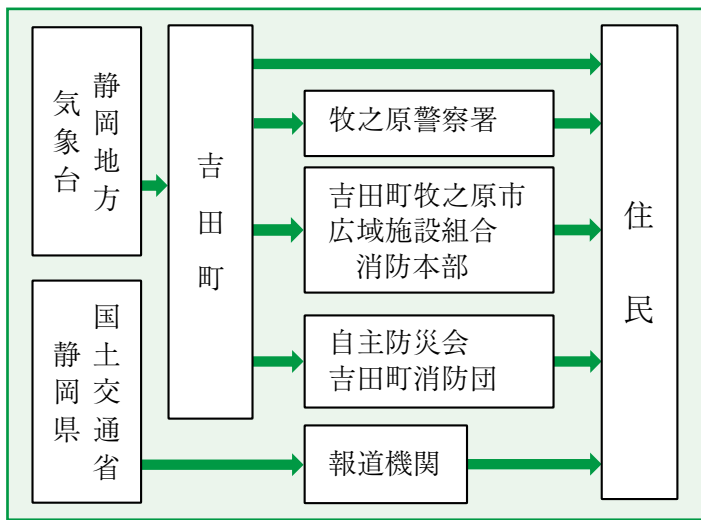 静岡地方
気象台
国土交通省
静岡県
吉田町
牧之原警察署
吉田町牧之原市
広域施設組合
消防本部
自主防災会
吉田町消防団
報道機関
住民